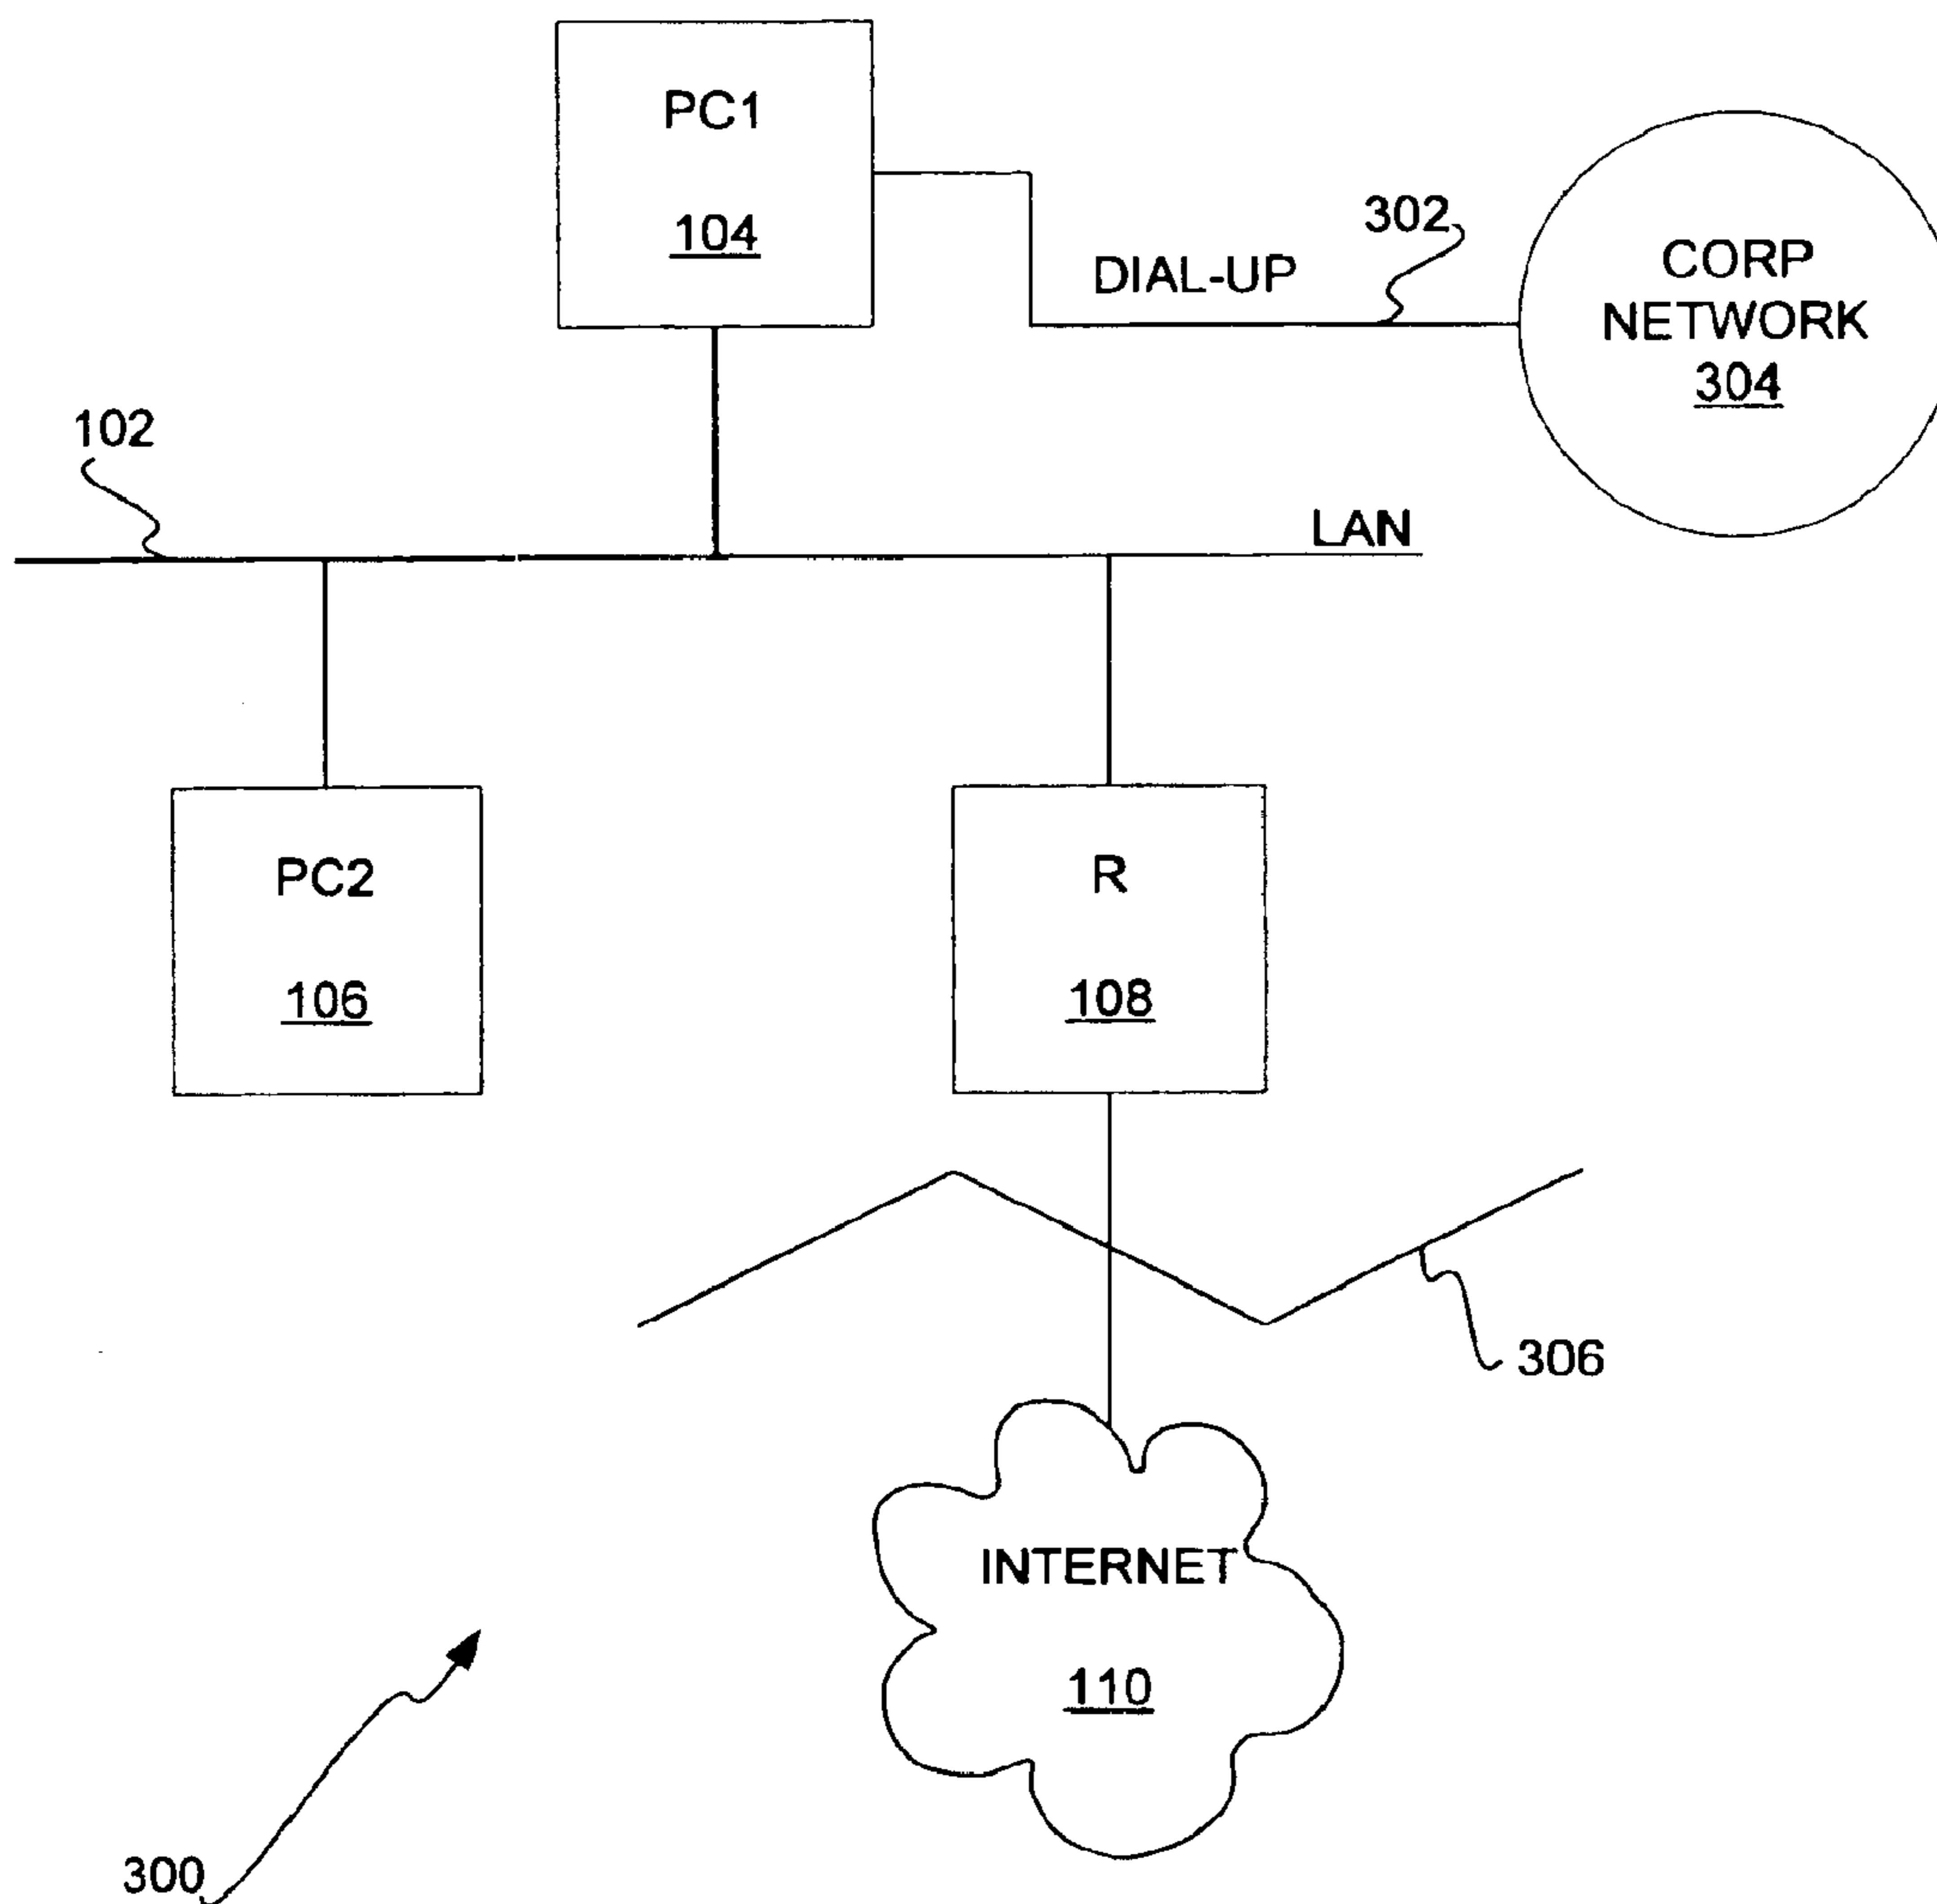 PC1
104
302
DIAL-UP
CORP
NETWORK
304
102
LAN
PC2
106
R
108
306
INTERNET
110
300